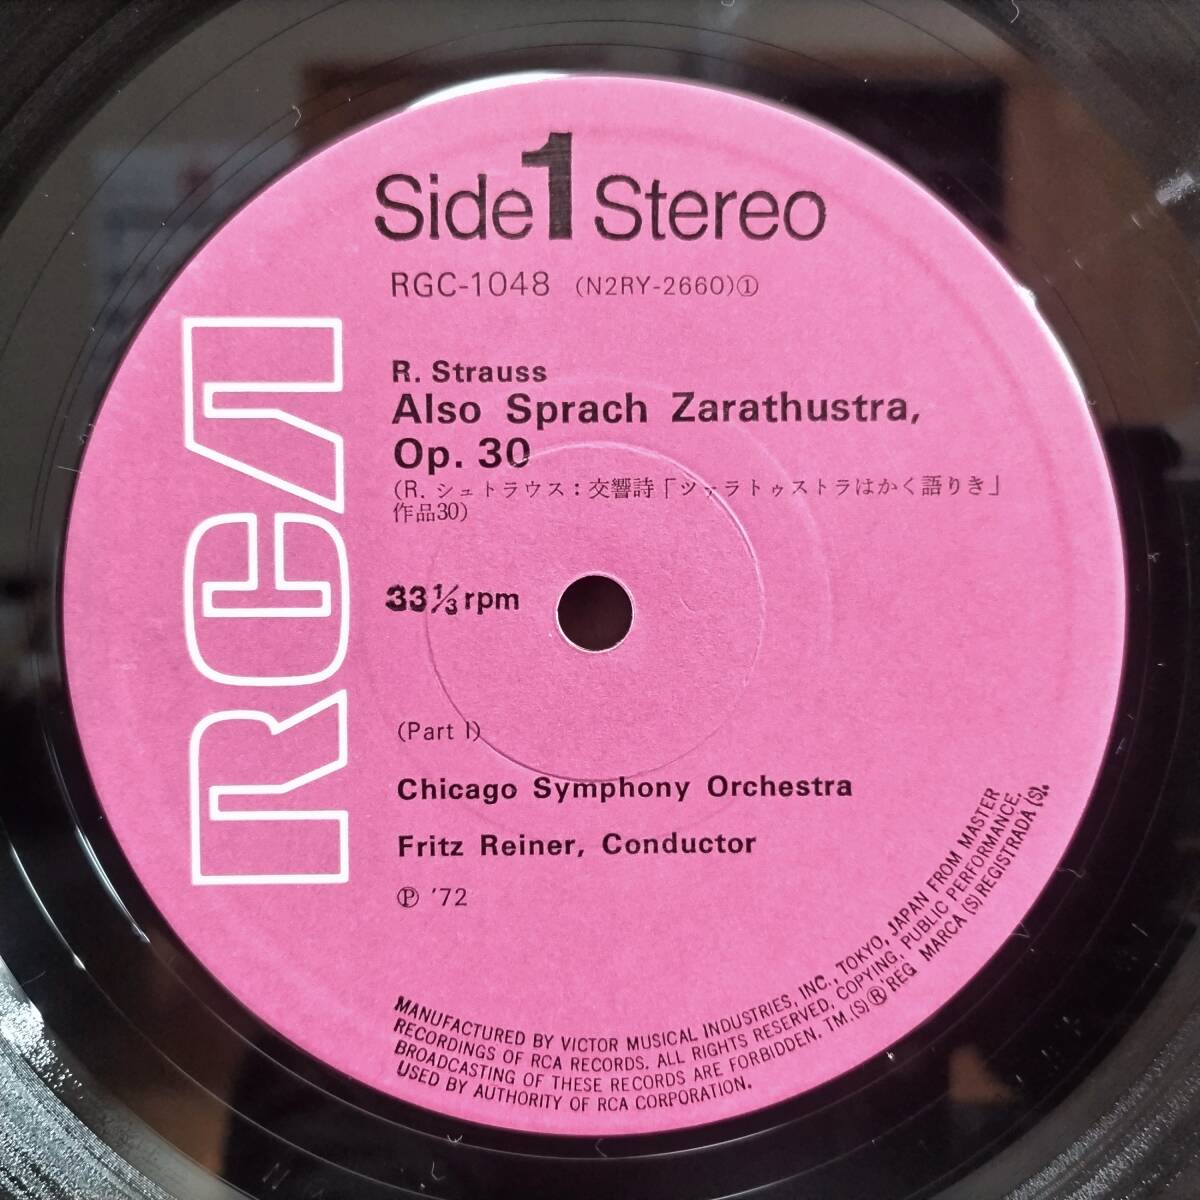 Side 1 Stereo
RGC-1048 (N2RY-2660)①
R. Strauss
Also Sprach Zarathustra,
Op. 30
(R. シュトラウス：交響詩「ツァラトゥストラはかく語りき」
作品30)
33⅓ rpm
(Part I)
Chicago Symphony Orchestra
Fritz Reiner, Conductor
Ⓟ '72
RCA
MANUFACTURED BY VICTOR MUSICAL INDUSTRIES, INC., TOKYO, JAPAN FROM MASTER
RECORDINGS OF RCA RECORDS. ALL RIGHTS RESERVED, COPYING, PUBLIC PERFORMANCE,
BROADCASTING OF THESE RECORDS ARE FORBIDDEN. TM.(S)® REG MARCA (S) REGISTRADA (S).
USED BY AUTHORITY OF RCA CORPORATION.